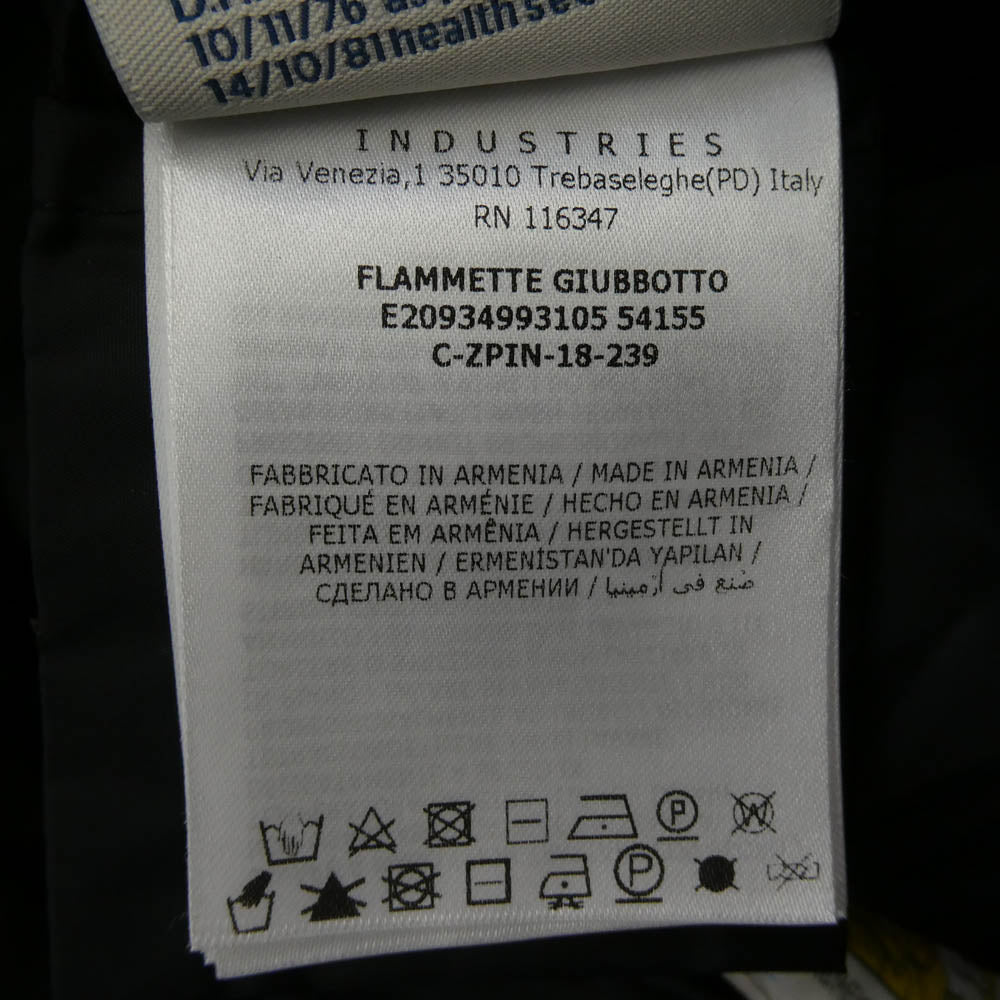 10/11/76
14/10/81 health
INDUSTRIES
Via Venezia,1 35010 Trebaseleghe(PD) Italy
RN 116347
FLAMMETTE GIUBBOTTO
E20934993105 54155
C-ZPIN-18-239
FABBRICATO IN ARMENIA / MADE IN ARMENIA /
FABRIQUÉ EN ARMÉNIE / HECHO EN ARMENIA /
FEITA EM ARMÊNIA / HERGESTELLT IN
ARMENIEN / ERMENİSTAN'DA YAPILAN /
СДЕЛАНО В АРМЕНИИ / صنع في أرمينيا
P W
P